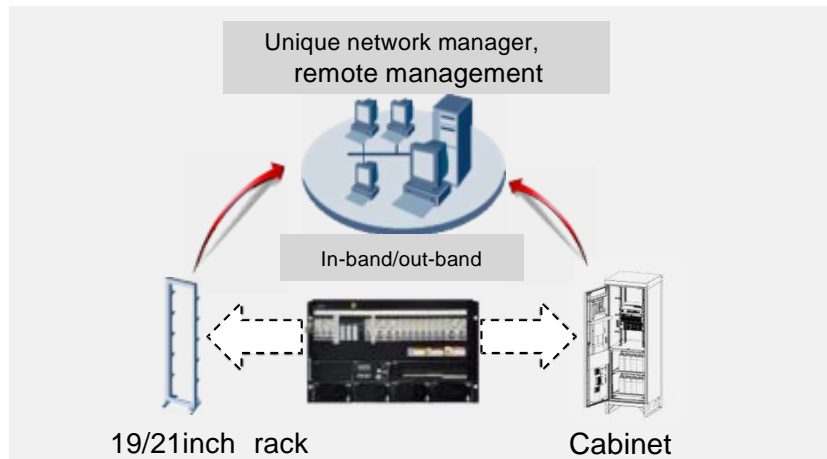 Unique network manager,
remote management
In-band/out-band
19/21inch rack
Cabinet